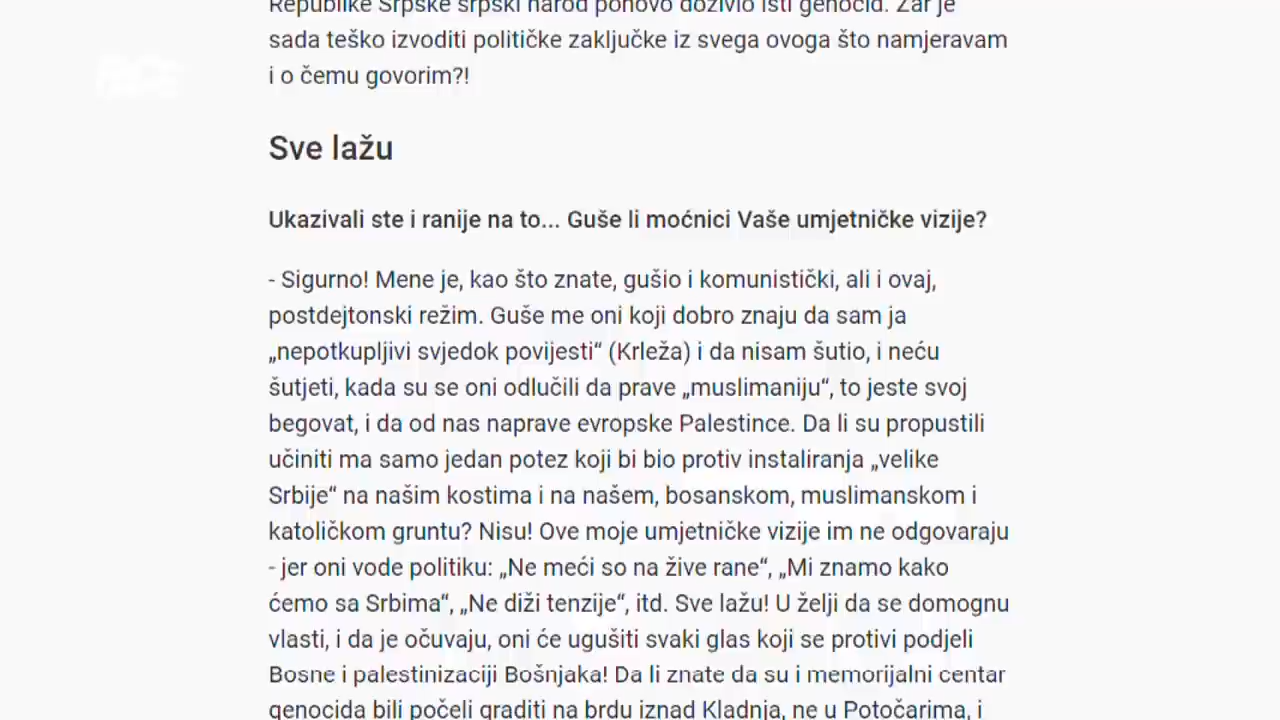 Republike Srpske srpski narod ponovo doživio isti genocid. Zar je
sada teško izvoditi političke zaključke iz svega ovoga što namjeravam
i o čemu govorim?!
Sve lažu
Ukazivali ste i ranije na to... Guše li moćnici Vaše umjetničke vizije?
- Sigurno! Mene je, kao što znate, gušio i komunistički, ali i ovaj,
postdejtonski režim. Guše me oni koji dobro znaju da sam ja
„nepotkupljivi svjedok povijesti“ (Krleža) i da nisam šutio, i neću
šutjeti, kada su se oni odlučili da prave „muslimaniju“, to jeste svoj
begovat, i da od nas naprave evropske Palestince. Da li su propustili
učiniti ma samo jedan potez koji bi bio protiv instaliranja „velike
Srbije“ na našim kostima i na našem, bosanskom, muslimanskom i
katoličkom gruntu? Nisu! Ove moje umjetničke vizije im ne odgovaraju
- jer oni vode politiku: „Ne meći so na žive rane“, „Mi znamo kako
ćemo sa Srbima“, „Ne diži tenzije“, itd. Sve lažu! U želji da se domognu
vlasti, i da je očuvaju, oni će ugušiti svaki glas koji se protivi podjeli
Bosne i palestinizaciji Bošnjaka! Da li znate da su i memorijalni centar
genocida bili počeli graditi na brdu iznad Kladnja, ne u Potočarima, i